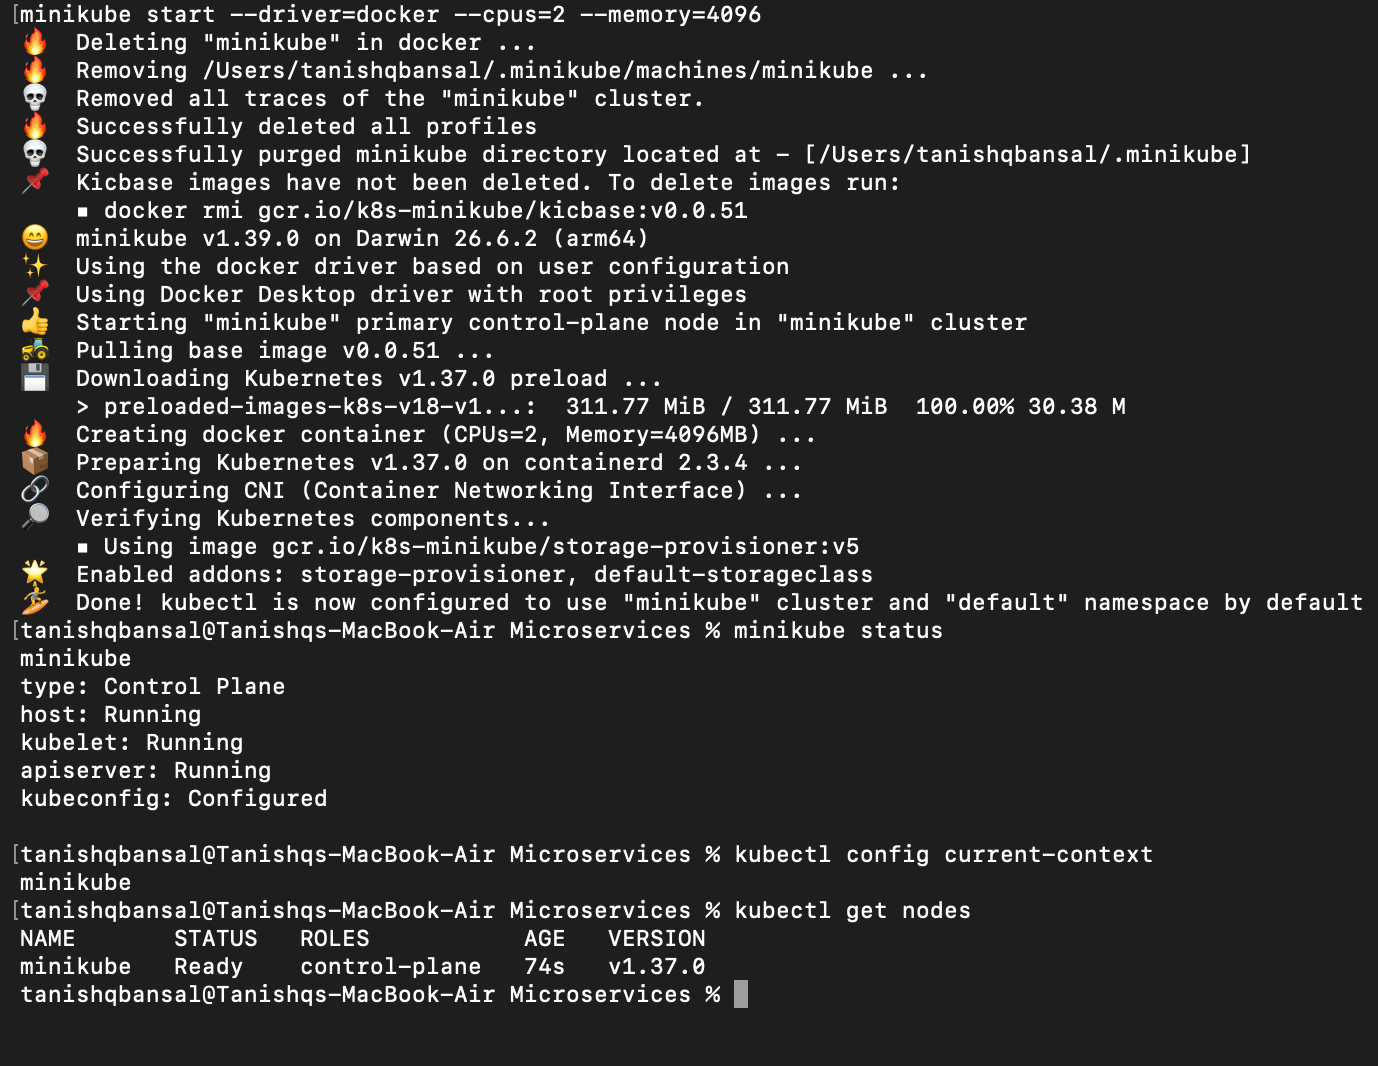 minikube start --driver=docker --cpus=2 --memory=4096
🔥  Deleting "minikube" in docker ...
🔥  Removing /Users/tanishqbansal/.minikube/machines/minikube ...
💀  Removed all traces of the "minikube" cluster.
🔥  Successfully deleted all profiles
💀  Successfully purged minikube directory located at - [/Users/tanishqbansal/.minikube]
📌  Kicbase images have not been deleted. To delete images run:
    ▪ docker rmi gcr.io/k8s-minikube/kicbase:v0.0.51
😄  minikube v1.39.0 on Darwin 26.6.2 (arm64)
✨  Using the docker driver based on user configuration
📌  Using Docker Desktop driver with root privileges
👍  Starting "minikube" primary control-plane node in "minikube" cluster
🚜  Pulling base image v0.0.51 ...
💾  Downloading Kubernetes v1.37.0 preload ...
    > preloaded-images-k8s-v18-v1...:  311.77 MiB / 311.77 MiB  100.00% 30.38 M
🔥  Creating docker container (CPUs=2, Memory=4096MB) ...
📦  Preparing Kubernetes v1.37.0 on containerd 2.3.4 ...
🔗  Configuring CNI (Container Networking Interface) ...
🔎  Verifying Kubernetes components...
    ▪ Using image gcr.io/k8s-minikube/storage-provisioner:v5
🌟  Enabled addons: storage-provisioner, default-storageclass
🏄  Done! kubectl is now configured to use "minikube" cluster and "default" namespace by default
tanishqbansal@Tanishqs-MacBook-Air Microservices % minikube status
minikube
type: Control Plane
host: Running
kubelet: Running
apiserver: Running
kubeconfig: Configured
tanishqbansal@Tanishqs-MacBook-Air Microservices % kubectl config current-context
minikube
tanishqbansal@Tanishqs-MacBook-Air Microservices % kubectl get nodes
NAME       STATUS   ROLES           AGE   VERSION
minikube   Ready    control-plane   74s   v1.37.0
tanishqbansal@Tanishqs-MacBook-Air Microservices %